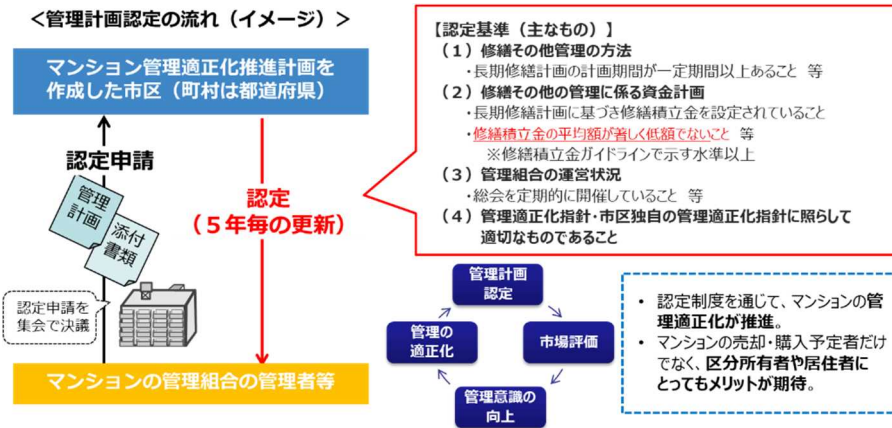 ＜管理計画認定の流れ（イメージ）＞
マンション管理適正化推進計画を
作成した市区（町村は都道府県）
認定申請
管理
計画
添付
書類
認定
（５年毎の更新）
認定申請を
集会で決議
マンションの管理組合の管理者等
【認定基準（主なもの）】
（１）修繕その他管理の方法
・長期修繕計画の計画期間が一定期間以上あること 等
（２）修繕その他の管理に係る資金計画
・長期修繕計画に基づき修繕積立金を設定されていること
・修繕積立金の平均額が著しく低額でないこと 等
※修繕積立金ガイドラインで示す水準以上
（３）管理組合の運営状況
・総会を定期的に開催していること 等
（４）管理適正化指針・市区独自の管理適正化指針に照らして
適切なものであること
管理計画
認定
市場評価
管理意識の
向上
管理の
適正化
• 認定制度を通じて、マンションの管
理適正化が推進。
• マンションの売却・購入予定者だけ
でなく、区分所有者や居住者に
とってもメリットが期待。